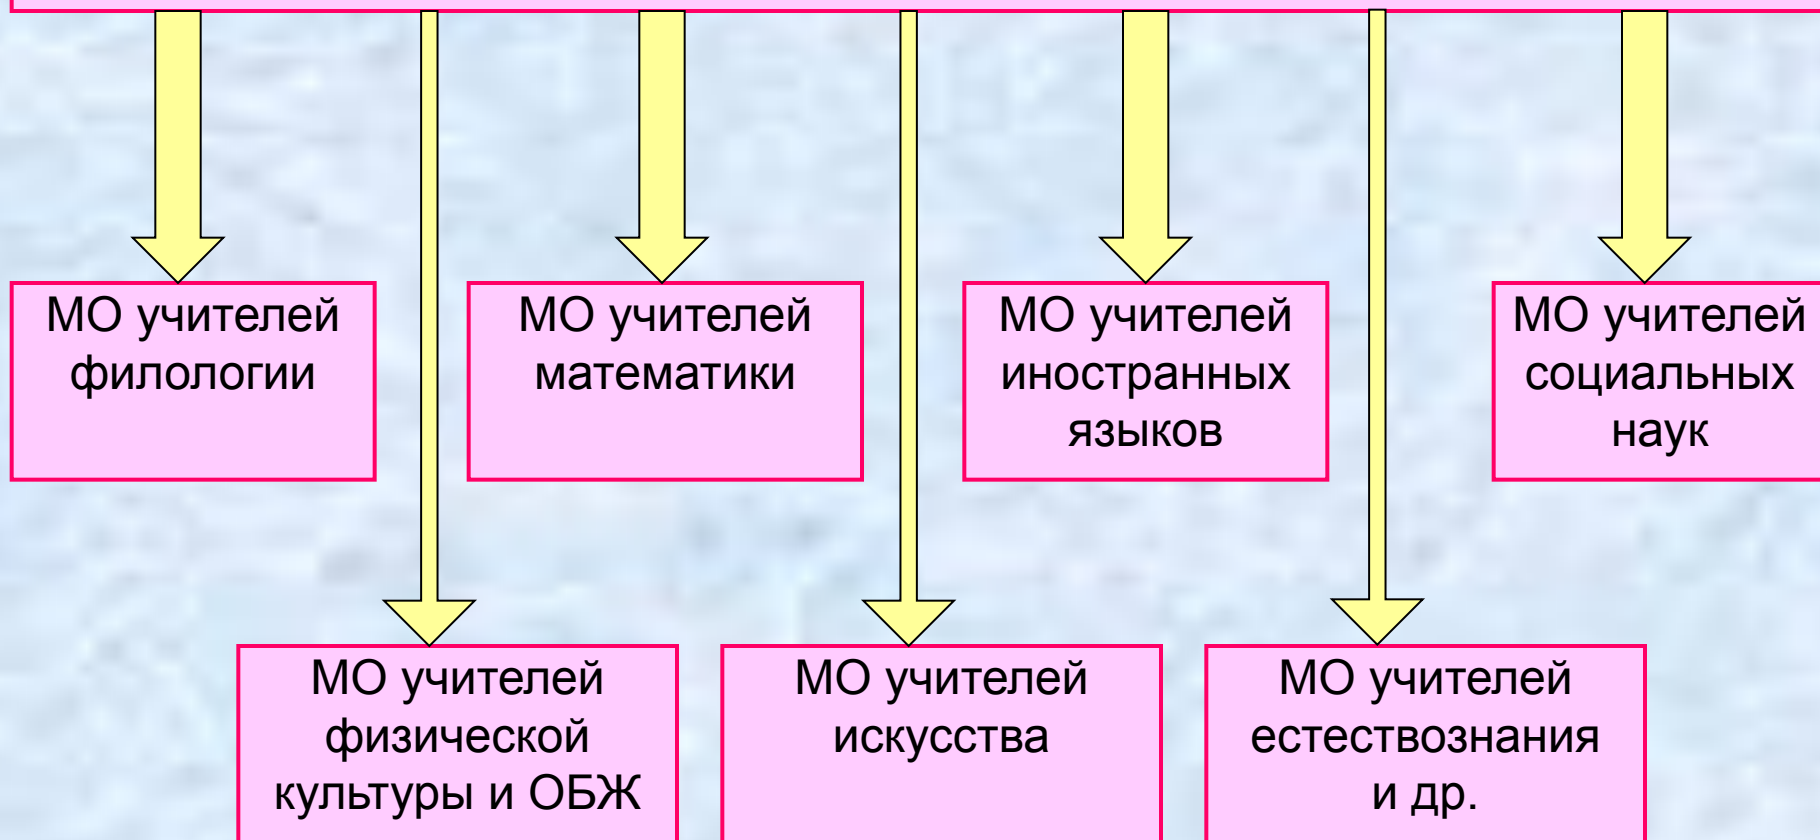 МО учителей
филологии
МО учителей
математики
МО учителей
иностранных
языков
МО учителей
социальных
наук
МО учителей
физической
культуры и ОБЖ
МО учителей
искусства
МО учителей
естествознания
и др.